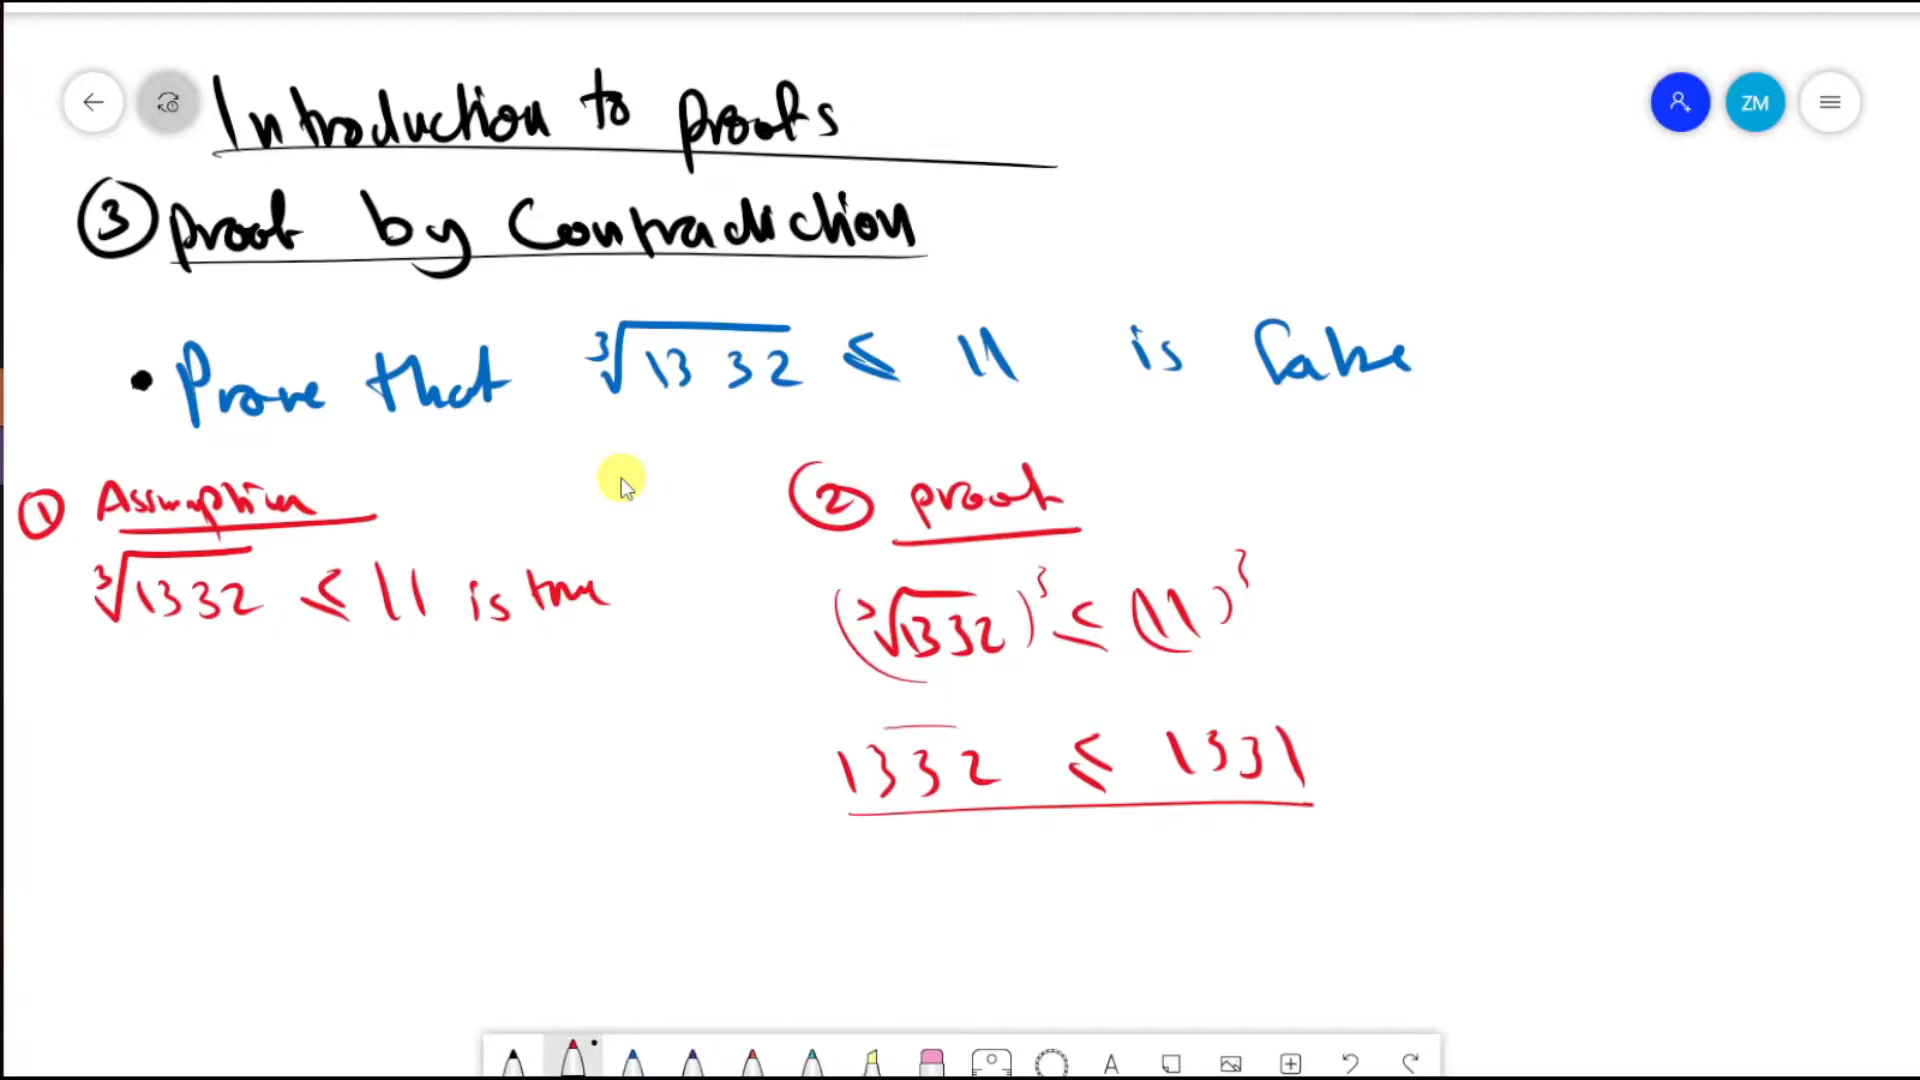 Introduction to proofs
ZM
③ proof by Contradiction
• Prove that ∛1332 ≤ 11 is false
① Assumption
∛1332 ≤ 11 is true
② proof
(∛1332)³ ≤ (11)³
1332 ≤ 1331
A